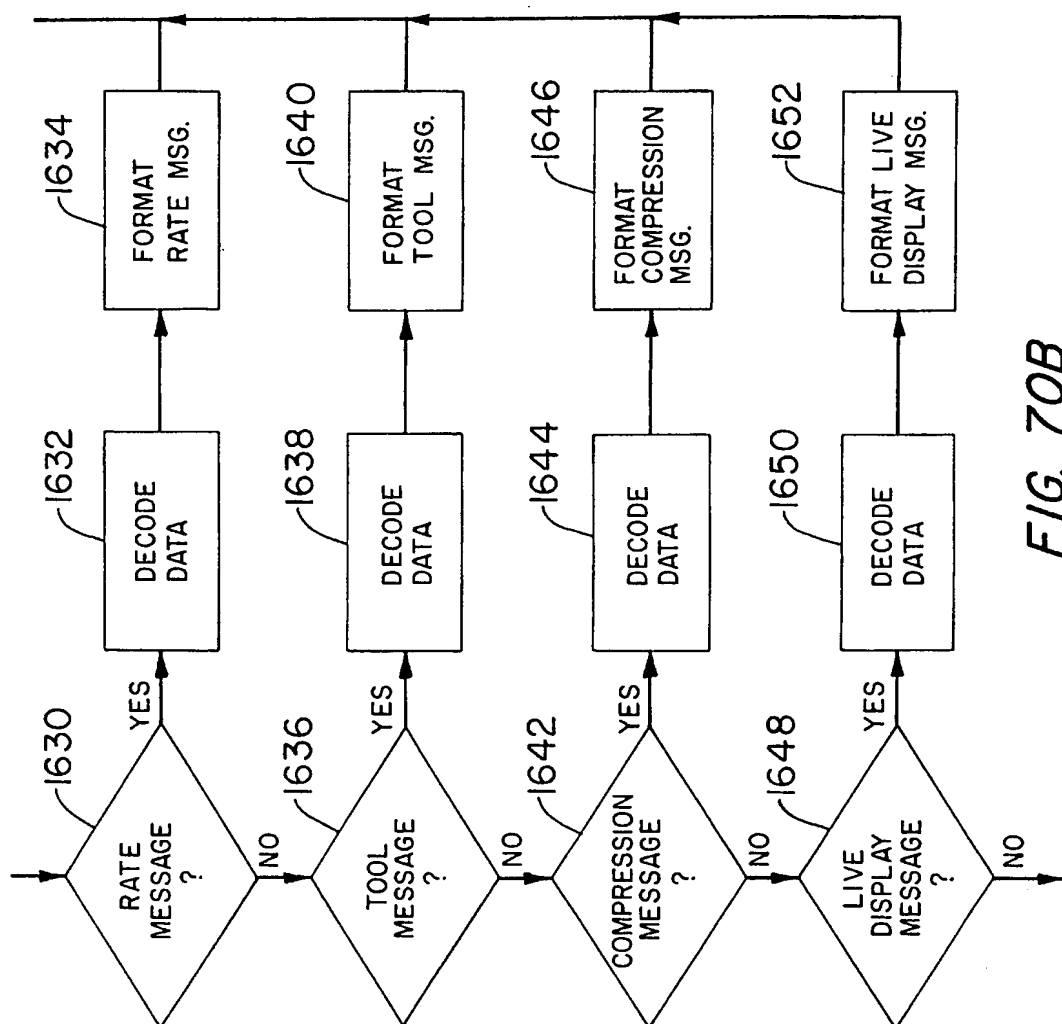 1630
RATE
MESSAGE
?
YES
NO
1632
DECODE
DATA
1634
FORMAT
RATE MSG.
1636
TOOL
MESSAGE
?
YES
NO
1638
DECODE
DATA
1640
FORMAT
TOOL MSG.
1642
COMPRESSION
MESSAGE
?
YES
NO
1644
DECODE
DATA
1646
FORMAT
COMPRESSION
MSG.
1648
LIVE
DISPLAY
MESSAGE
?
YES
NO
1650
DECODE
DATA
1652
FORMAT LIVE
DISPLAY MSG.
FIG. 70B